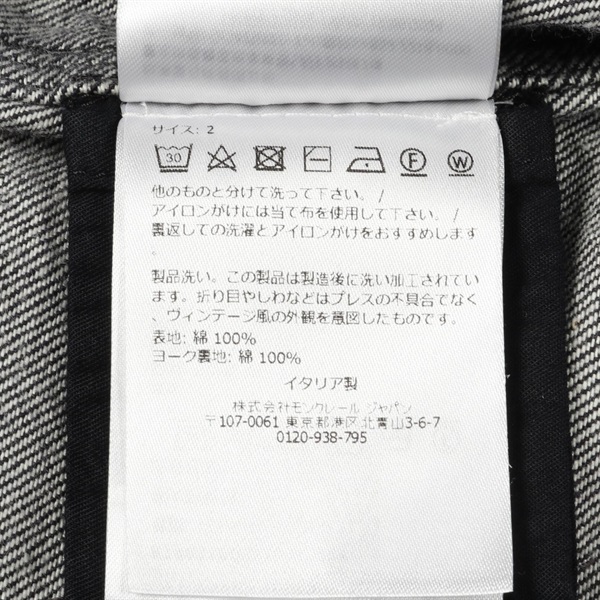 サイズ: 2
30 F W
他のものと分けて洗って下さい。/
アイロンがけには当て布を使用して下さい。/
裏返しての洗濯とアイロンがけをおすすめします
。
製品洗い。この製品は製造後に洗い加工されてい
ます。折り目やしわなどはプレスの不具合でなく
、ヴィンテージ風の外観を意図したものです。
表地: 綿 100%
ヨーク裏地: 綿 100%
イタリア製
株式会社モンクレール ジャパン
〒107-0061 東京都港区北青山3-6-7
0120-938-795